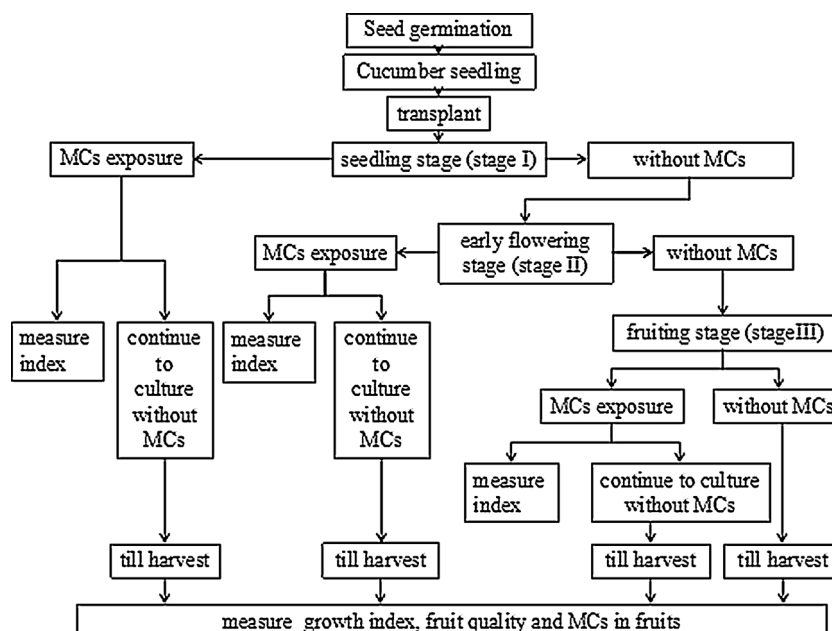 Seed germination
Cucumber seedling
transplant
MCs exposure
seedling stage (stage I)
without MCs
MCs exposure
early flowering
stage (stage II)
without MCs
measure
index
continue
to
culture
without
MCs
measure
index
continue
to
culture
without
MCs
fruiting stage (stageIII)
MCs exposure
without MCs
measure
index
continue to culture
without MCs
till harvest
till harvest
till harvest
till harvest
measure growth index, fruit quality and MCs in fruits